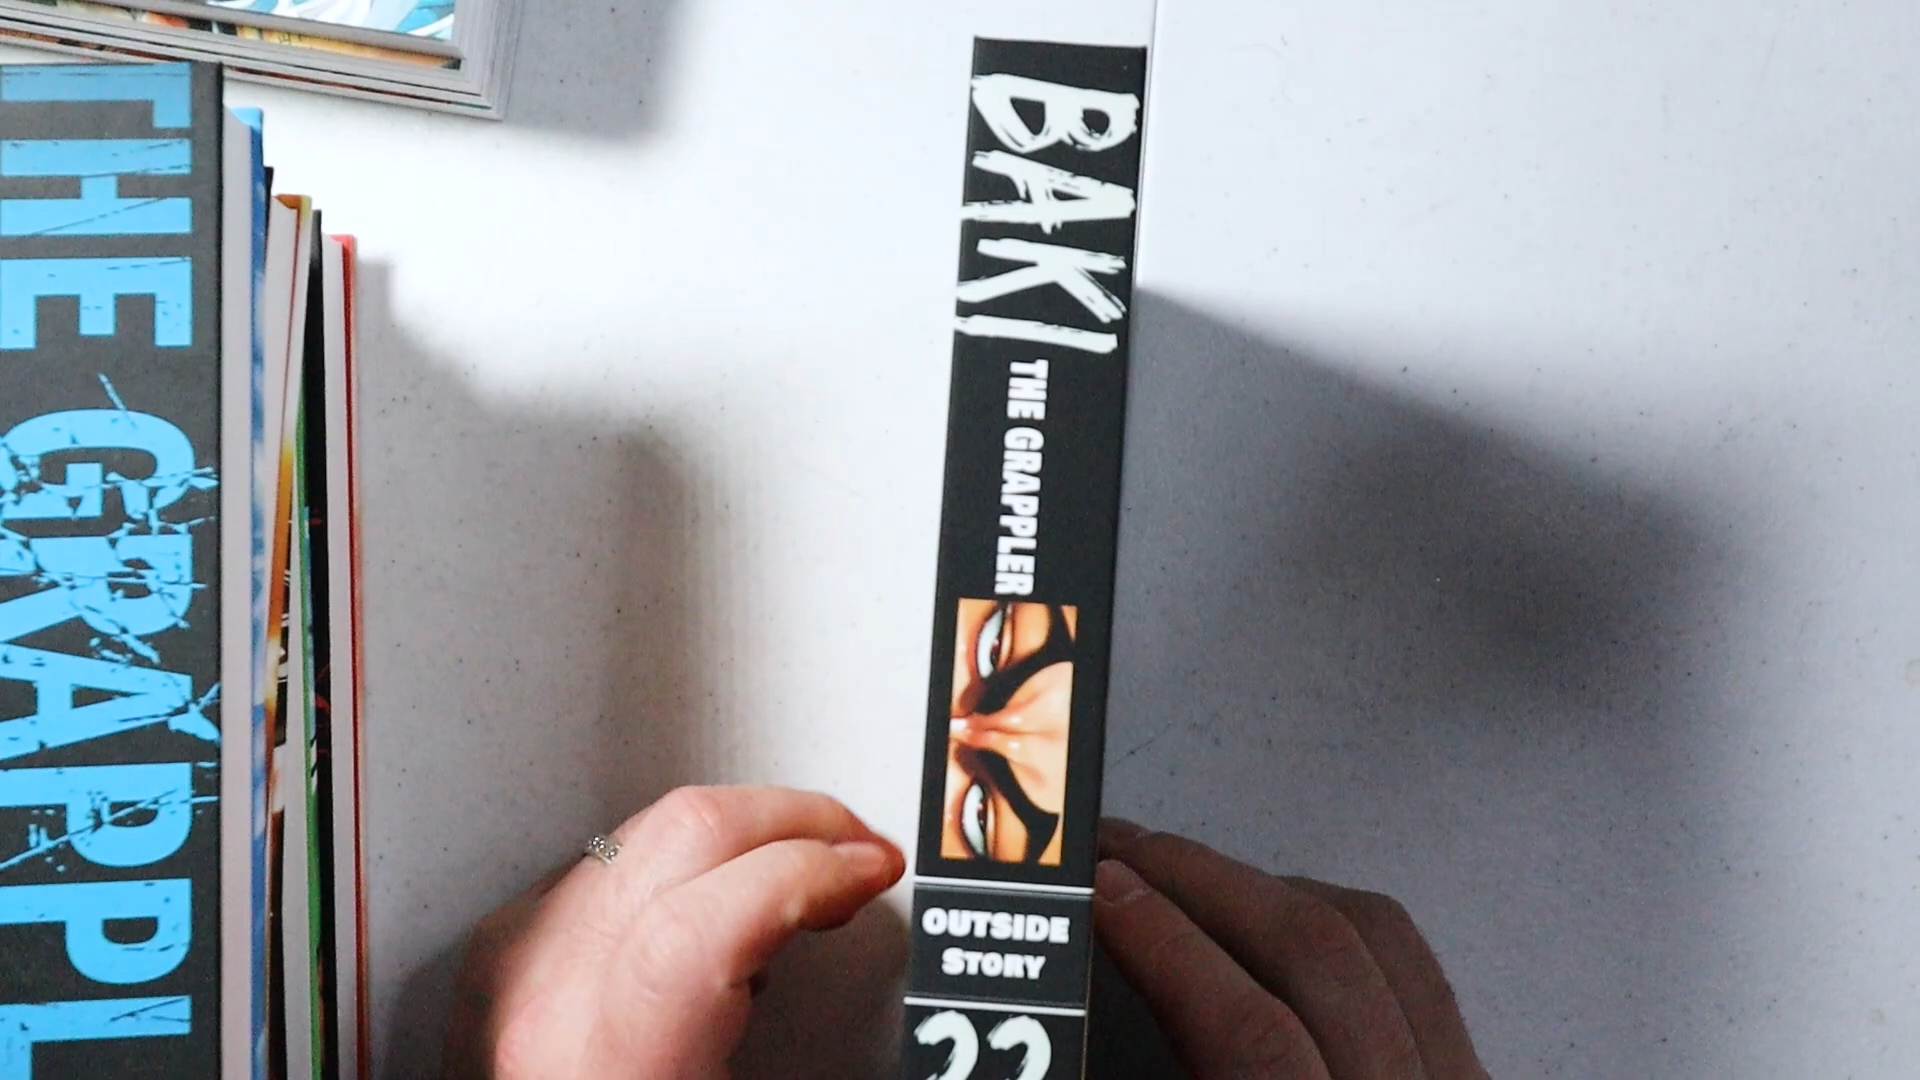 THE GRAPPL
BAKI
THE GRAPPLER
OUTSIDE
STORY
22